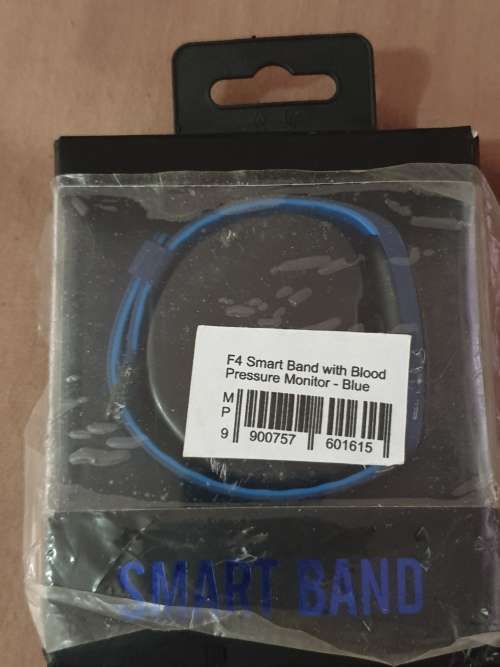 F4 Smart Band with Blood
Pressure Monitor - Blue
M
P
9 900757 601615
SMART BAND